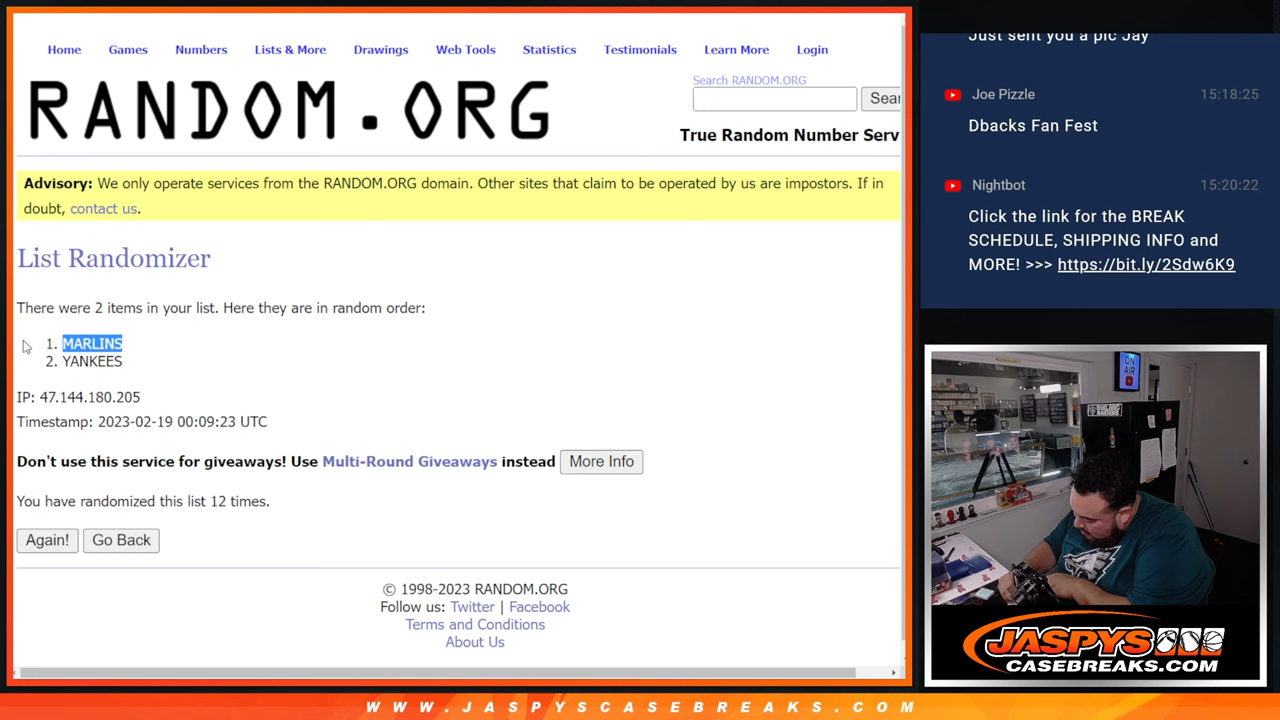 Home Games Numbers Lists & More Drawings Web Tools Statistics Testimonials Learn More Login
RANDOM.ORG
Search RANDOM.ORG
Sear
True Random Number Serv
Advisory: We only operate services from the RANDOM.ORG domain. Other sites that claim to be operated by us are impostors. If in
doubt, contact us.
List Randomizer
There were 2 items in your list. Here they are in random order:
1. MARLINS
2. YANKEES
IP: 47.144.180.205
Timestamp: 2023-02-19 00:09:23 UTC
Don't use this service for giveaways! Use Multi-Round Giveaways instead More Info
You have randomized this list 12 times.
Again! Go Back
© 1998-2023 RANDOM.ORG
Follow us: Twitter | Facebook
Terms and Conditions
About Us
Just sent you a pic Jay
Joe Pizzle 15:18:25
Dbacks Fan Fest
Nightbot 15:20:22
Click the link for the BREAK
SCHEDULE, SHIPPING INFO and
MORE! >>> https://bit.ly/2Sdw6K9
ON
AIR
JASPYS
CASEBREAKS.COM
WWW.JASPYSCASEBREAKS.COM